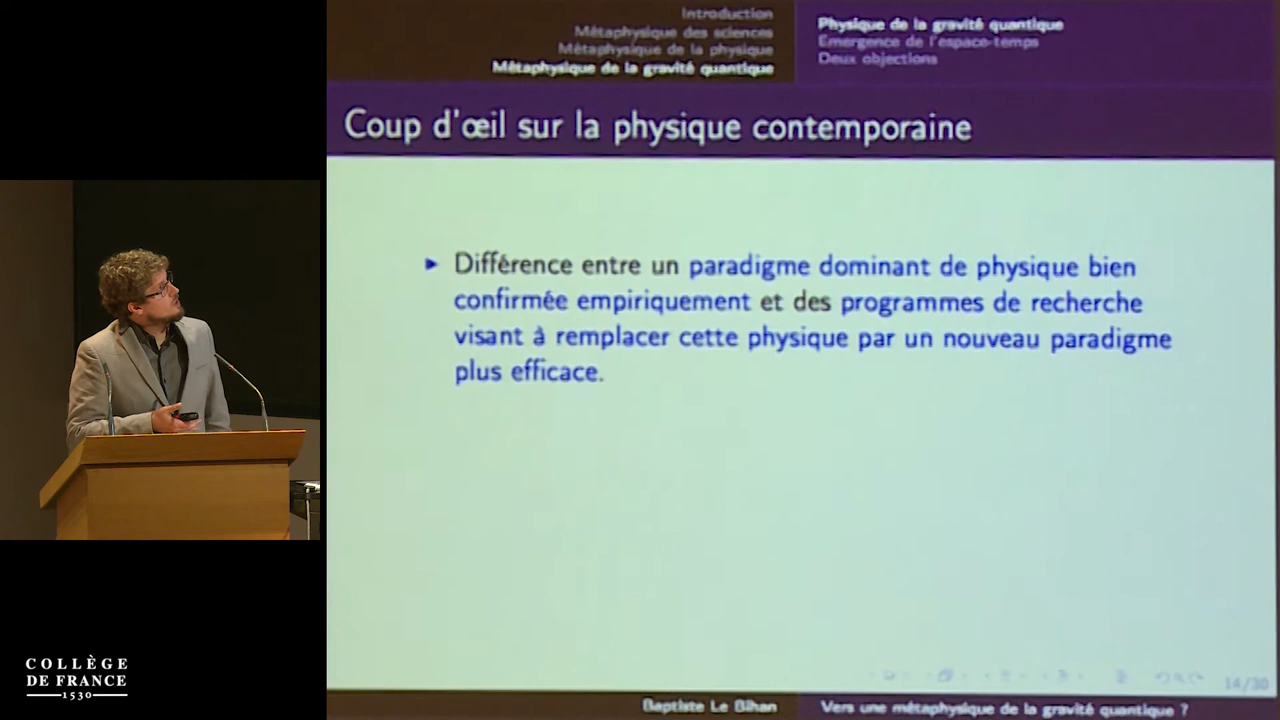 Introduction
Métaphysique des sciences
Métaphysique de la physique
Métaphysique de la gravité quantique
Physique de la gravité quantique
Emergence de l'espace-temps
Deux objections
Coup d'œil sur la physique contemporaine
Différence entre un paradigme dominant de physique bien
confirmée empiriquement et des programmes de recherche
visant à remplacer cette physique par un nouveau paradigme
plus efficace.
14/30
Baptiste Le Bihan
Vers une métaphysique de la gravité quantique ?
COLLÈGE
DE FRANCE
1530